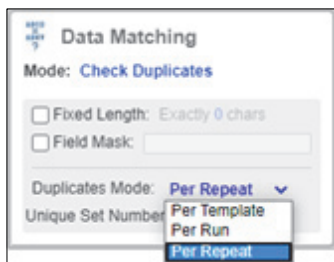 Data Matching
Mode: Check Duplicates
Fixed Length: Exactly 0 chars
Field Mask:
Duplicates Mode: Per Repeat
Unique Set Number
Per Template
Per Run
Per Repeat